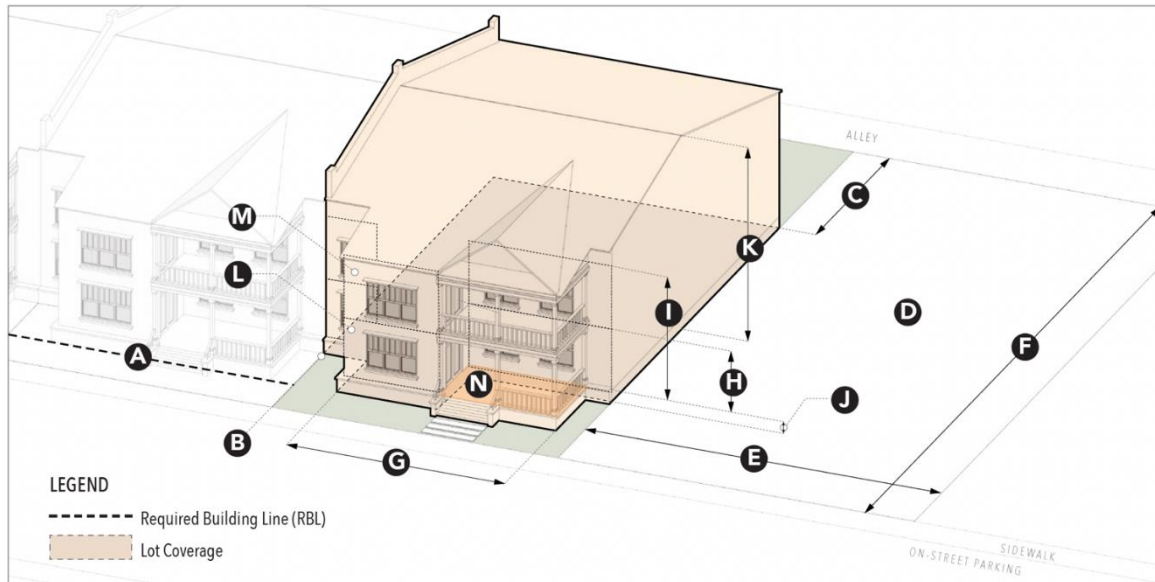 ALLEY
C
M
K
L
I
D
F
A
H
N
J
B
G
E
LEGEND
Required Building Line (RBL)
Lot Coverage
SIDEWALK
ON-STREET PARKING